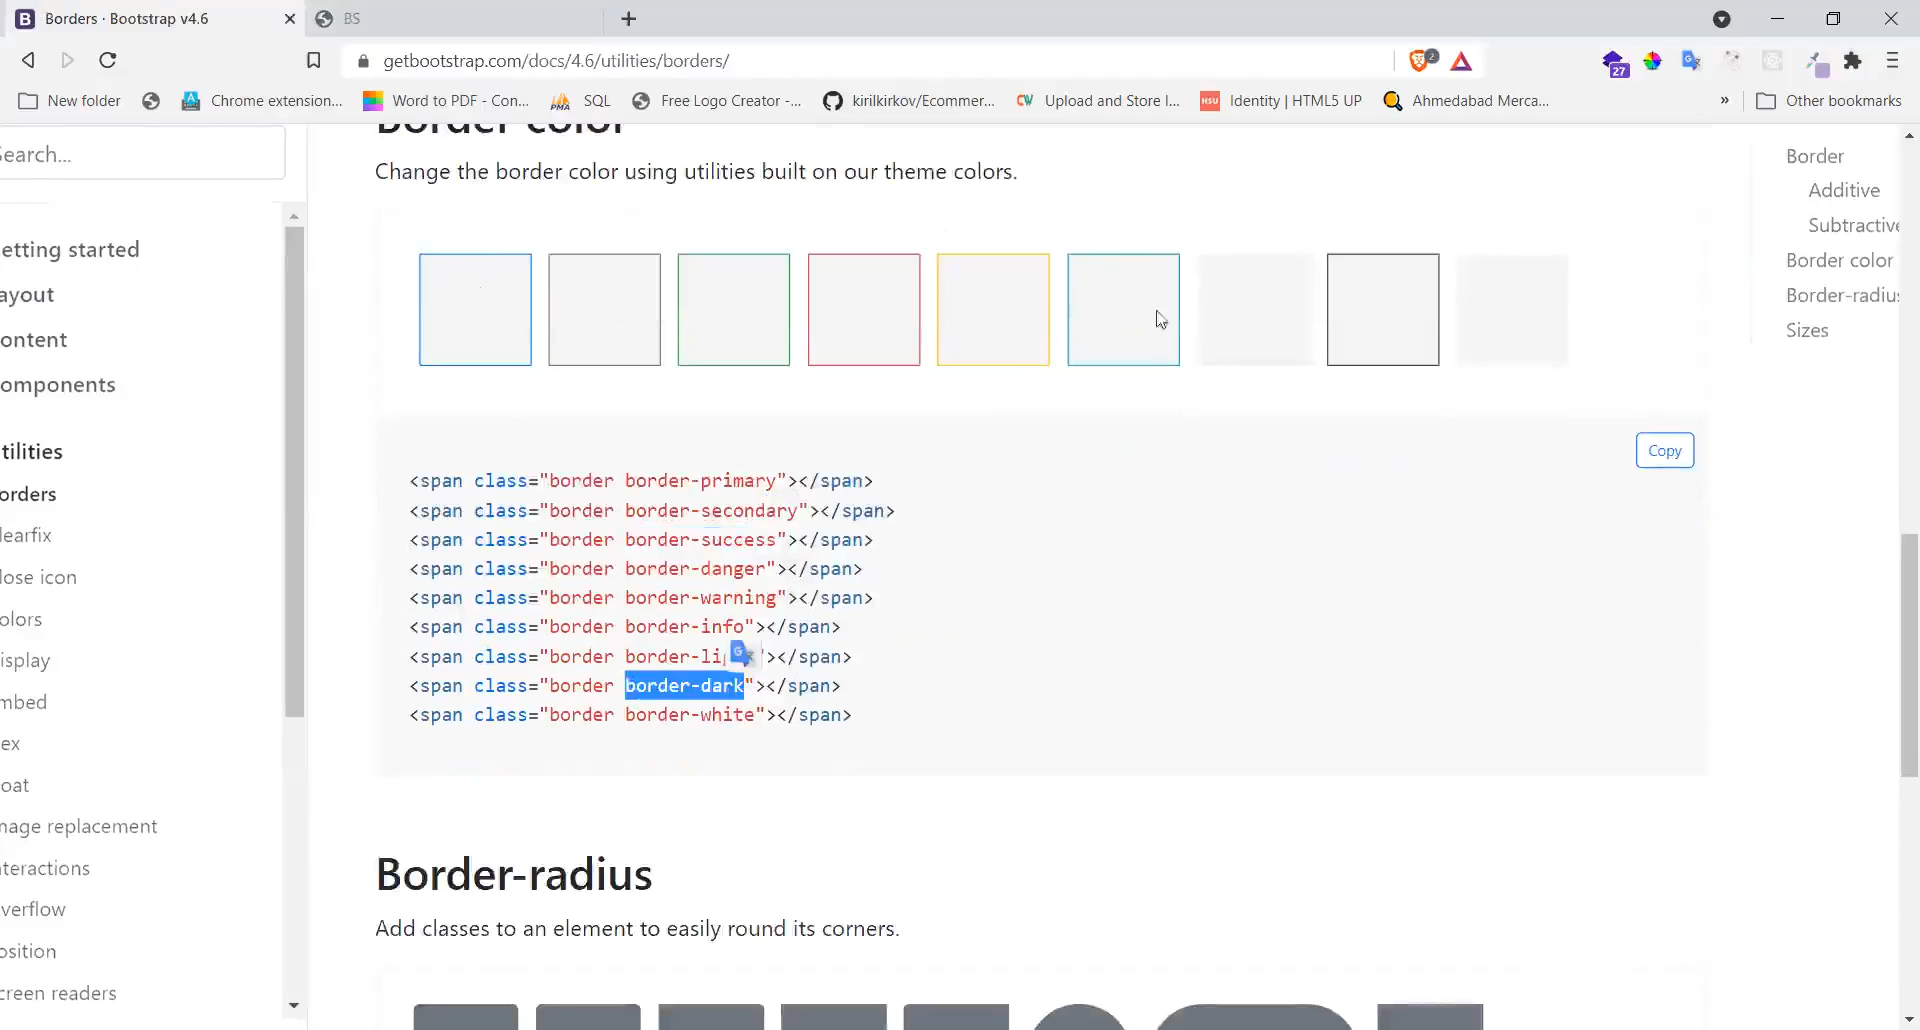 Borders · Bootstrap v4.6
BS
getbootstrap.com/docs/4.6/utilities/borders/
2
27
New folder
Chrome extension...
Word to PDF - Con...
SQL
Free Logo Creator -...
kirilkirkov/Ecommer...
Upload and Store I...
Identity | HTML5 UP
Ahmedabad Merca...
»
Other bookmarks
Border color
Change the border color using utilities built on our theme colors.
earch...
etting started
ayout
ontent
omponents
tilities
orders
learfix
lose icon
olors
isplay
mbed
ex
oat
mage replacement
nteractions
verflow
osition
creen readers
Copy
<span class="border border-primary"></span>
<span class="border border-secondary"></span>
<span class="border border-success"></span>
<span class="border border-danger"></span>
<span class="border border-warning"></span>
<span class="border border-info"></span>
<span class="border border-li"></span>
<span class="border border-dark"></span>
<span class="border border-white"></span>
Border-radius
Add classes to an element to easily round its corners.
Border
Additive
Subtractive
Border color
Border-radius
Sizes